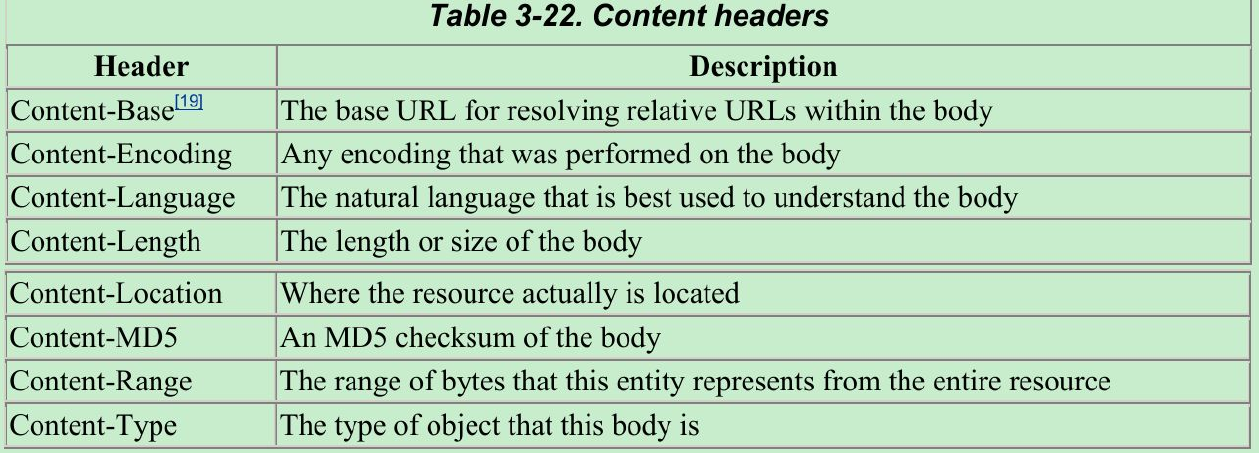 Table 3-22. Content headers
Header Description
Content-Base[19] The base URL for resolving relative URLs within the body
Content-Encoding Any encoding that was performed on the body
Content-Language The natural language that is best used to understand the body
Content-Length The length or size of the body
Content-Location Where the resource actually is located
Content-MD5 An MD5 checksum of the body
Content-Range The range of bytes that this entity represents from the entire resource
Content-Type The type of object that this body is